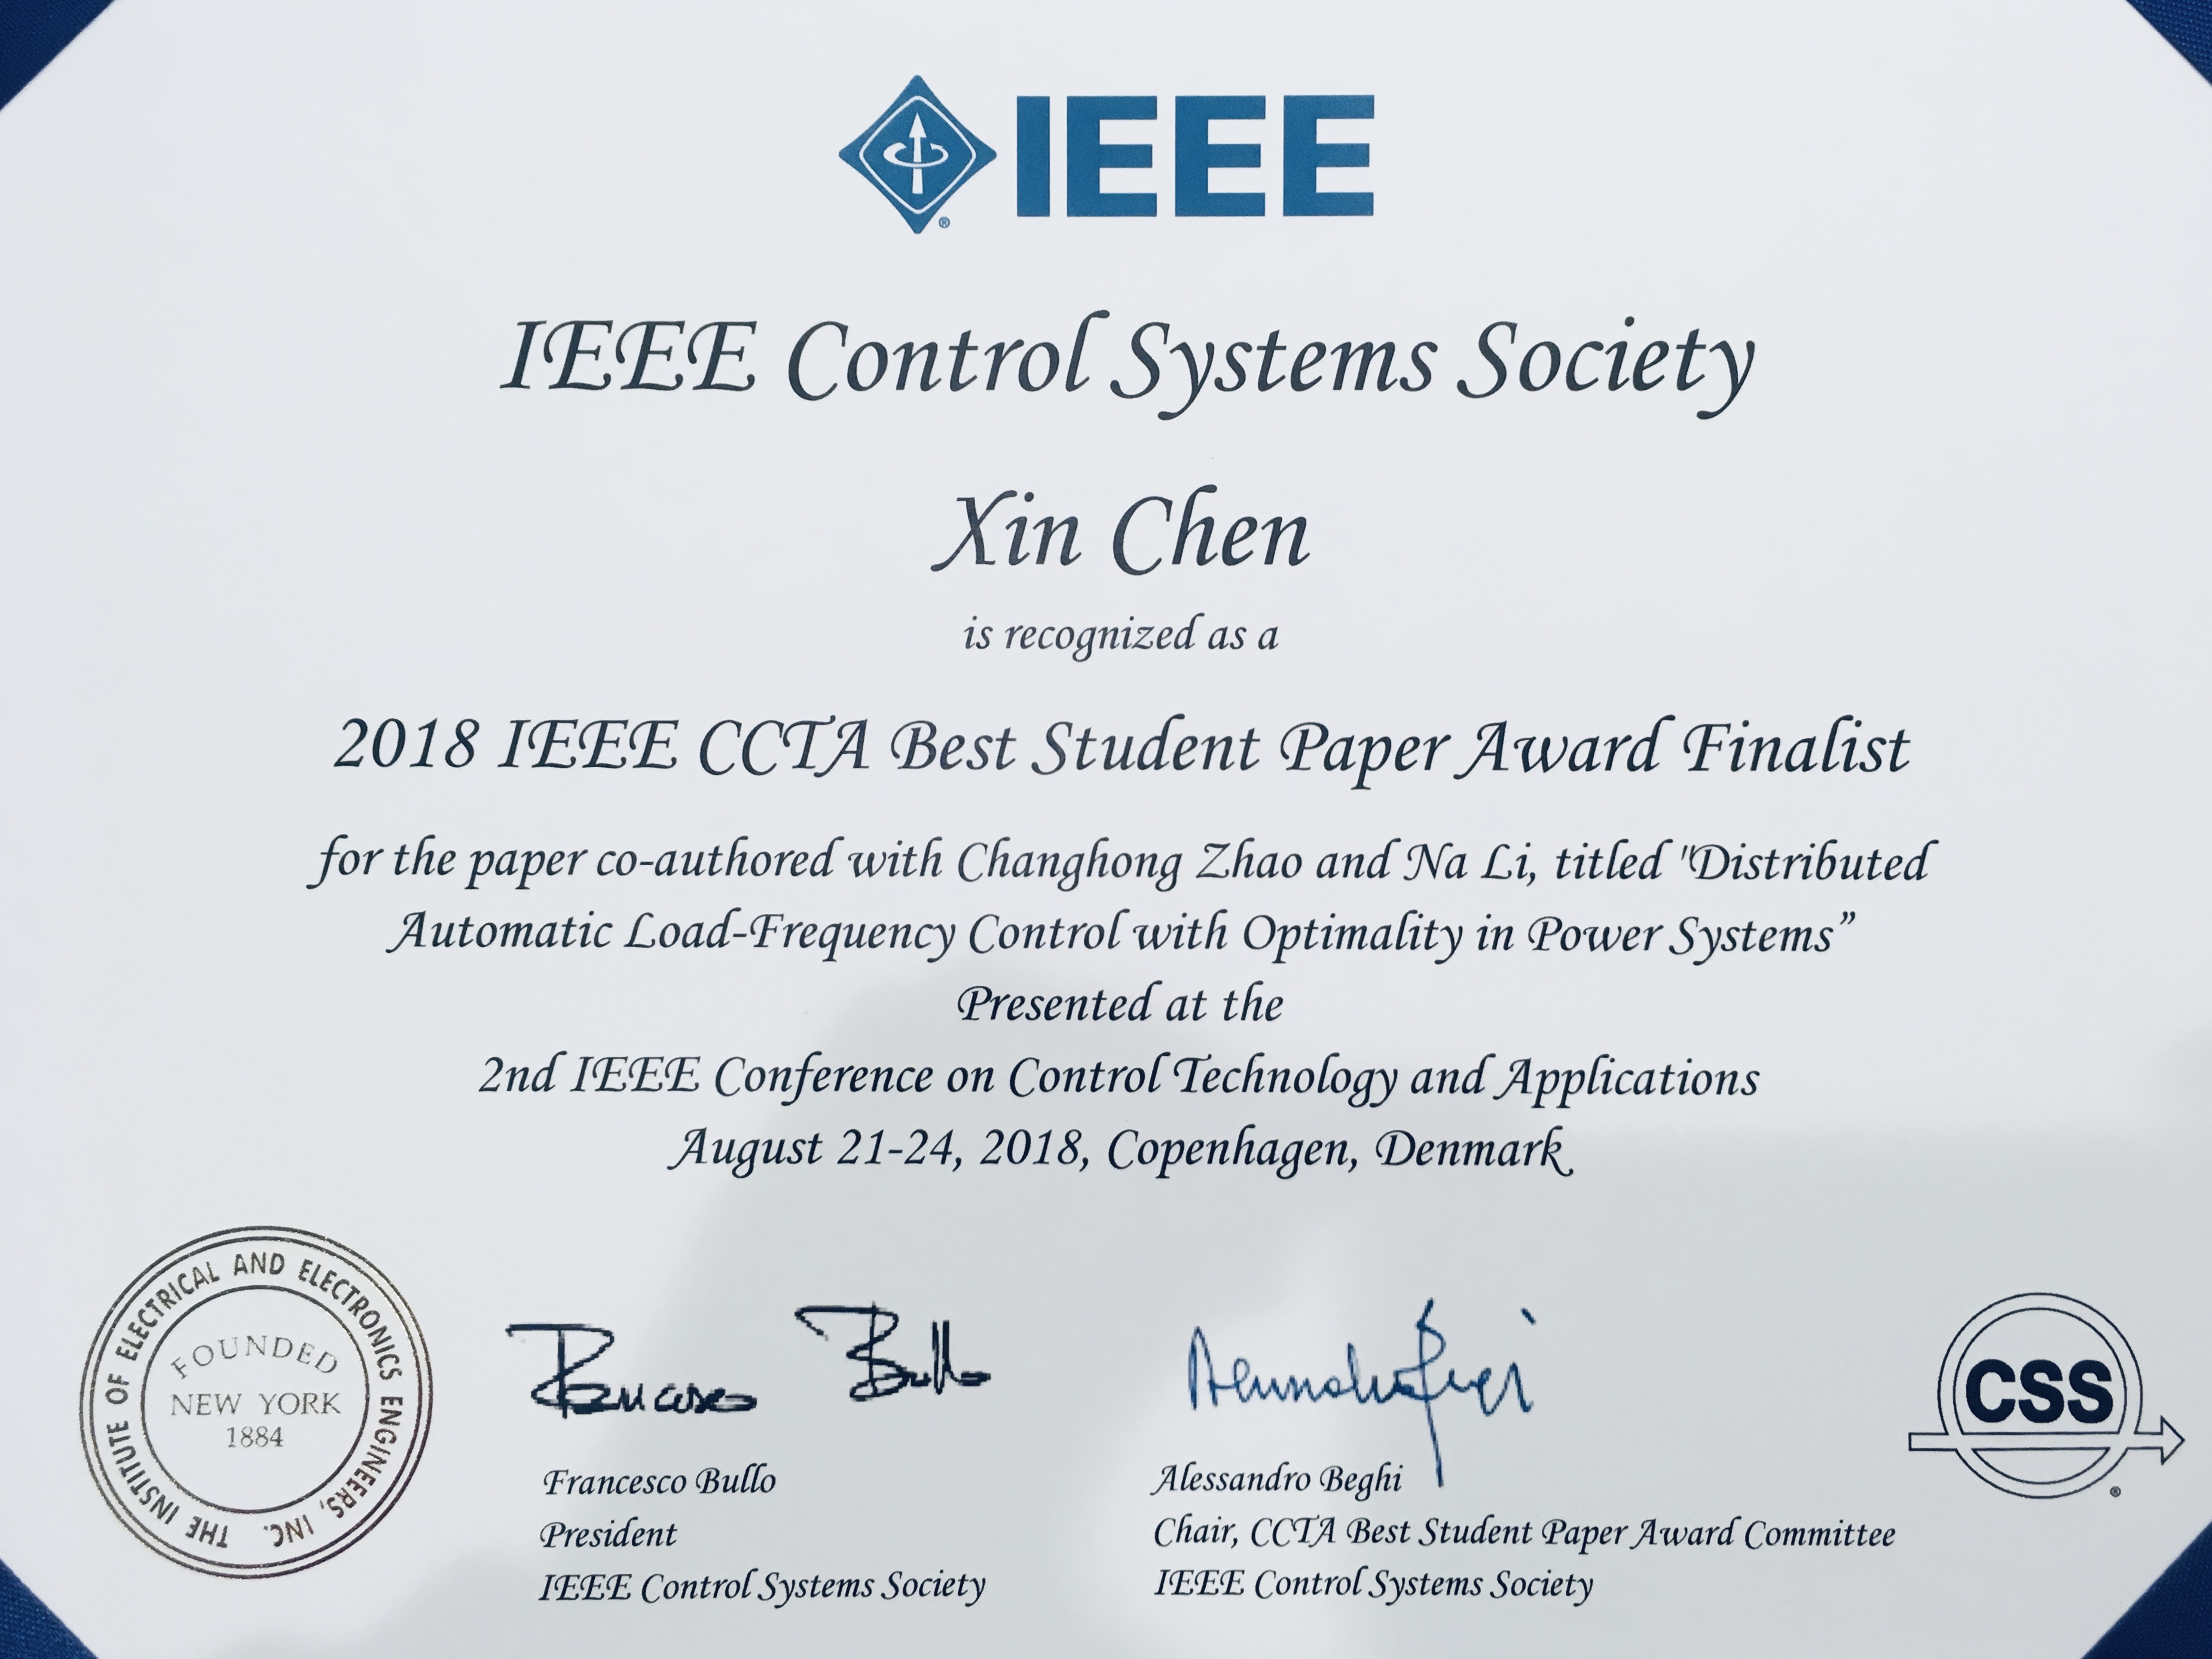 IEEE
IEEE Control Systems Society
Xin Chen
is recognized as a
2018 IEEE CCTA Best Student Paper Award Finalist
for the paper co-authored with Changhong Zhao and Na Li, titled "Distributed
Automatic Load-Frequency Control with Optimality in Power Systems”
Presented at the
2nd IEEE Conference on Control Technology and Applications
August 21-24, 2018, Copenhagen, Denmark
THE INSTITUTE OF ELECTRICAL AND ELECTRONICS ENGINEERS, INC.
FOUNDED
NEW YORK
1884
Francesco Bullo
Francesco Bullo
President
IEEE Control Systems Society
Alessandro Beghi
Chair, CCTA Best Student Paper Award Committee
IEEE Control Systems Society
CSS